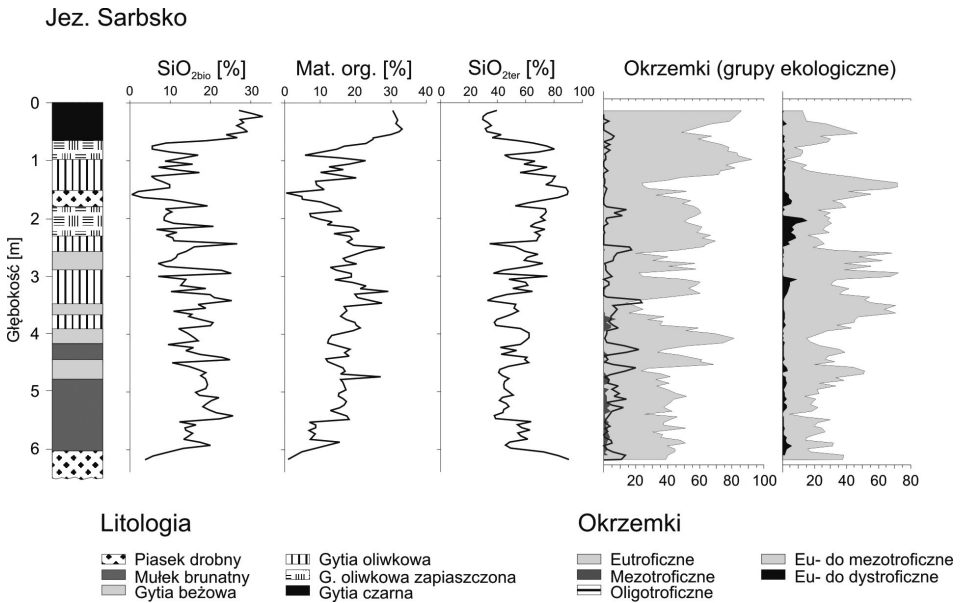 Jez. Sarbsko
SiO2bio [%] Mat. org. [%] SiO2ter [%] Okrzemki (grupy ekologiczne)
0 10 20 30 0 10 20 30 40 0 20 40 60 80 100
Głębokość [m]
0
1
2
3
4
5
6
20 40 60 80 100 0 20 40 60 80
Litologia
Piasek drobny
Mułek brunatny
Gytia beżowa
Gytia oliwkowa
G. oliwkowa zapiaszczona
Gytia czarna
Okrzemki
Eutroficzne
Mezotroficzne
Oligotroficzne
Eu- do mezotroficzne
Eu- do dystroficzne